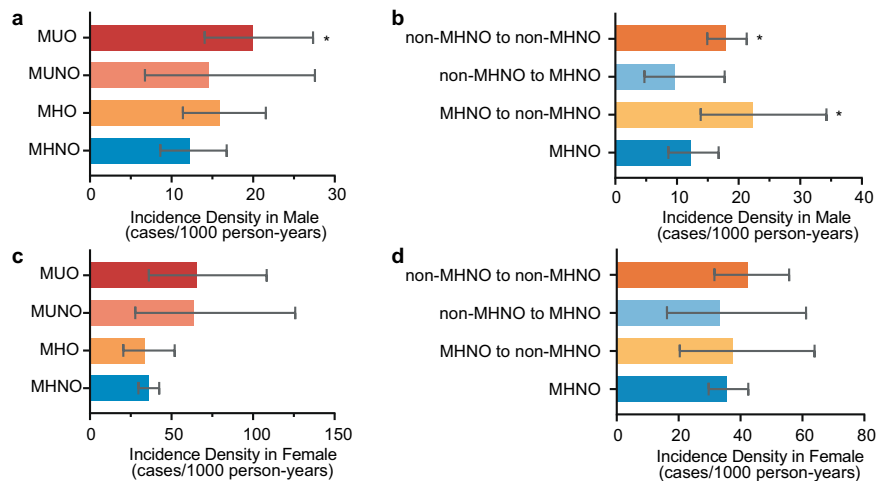 a
MUO
*
MUNO
MHO
MHNO
0 10 20 30
Incidence Density in Male
(cases/1000 person-years)
b
non-MHNO to non-MHNO
*
non-MHNO to MHNO
MHNO to non-MHNO
*
MHNO
0 10 20 30 40
Incidence Density in Male
(cases/1000 person-years)
c
MUO
MUNO
MHO
MHNO
0 50 100 150
Incidence Density in Female
(cases/1000 person-years)
d
non-MHNO to non-MHNO
non-MHNO to MHNO
MHNO to non-MHNO
MHNO
0 20 40 60 80
Incidence Density in Female
(cases/1000 person-years)